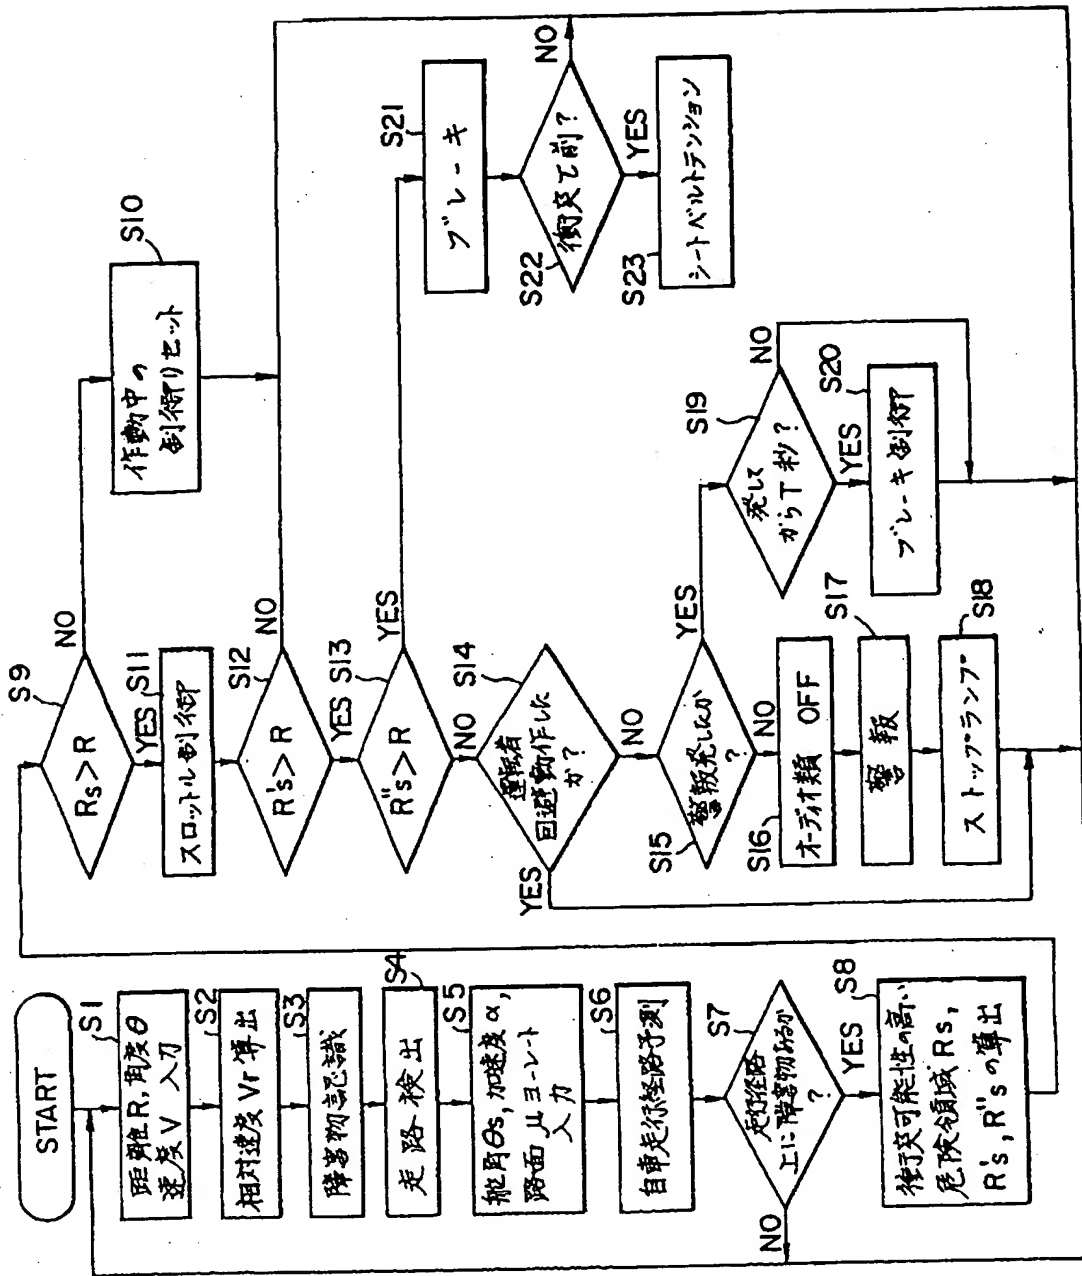 START
S1
距離R, 角度θ
速度V 入力
S2
相対速度Vr算出
S3
障害物認識
S4
走路検出
S5
舵角θs, 加速度α,
路面μ ヨーレート
入力
S6
自車走行経路予測
S7
走行経路
上に障害物あるか
?
YES
NO
S8
衝突可能性の高い
危険領域Rs,
R's, R"sの算出
S9
Rs>R
NO
YES
S10
作動中の
制御リセット
S11
スロットル制御
S12
R's>R
NO
YES
S13
R"s>R
YES
NO
S14
運転者
回避動作した
か?
YES
NO
S15
警報発したか
?
YES
NO
S16
オーディオ類 OFF
S17
警報
S18
ストップランプ
S19
発して
からT秒?
NO
YES
S20
ブレーキ制御
S21
ブレーキ
S22
衝突て前?
NO
YES
S23
シートベルトテンション